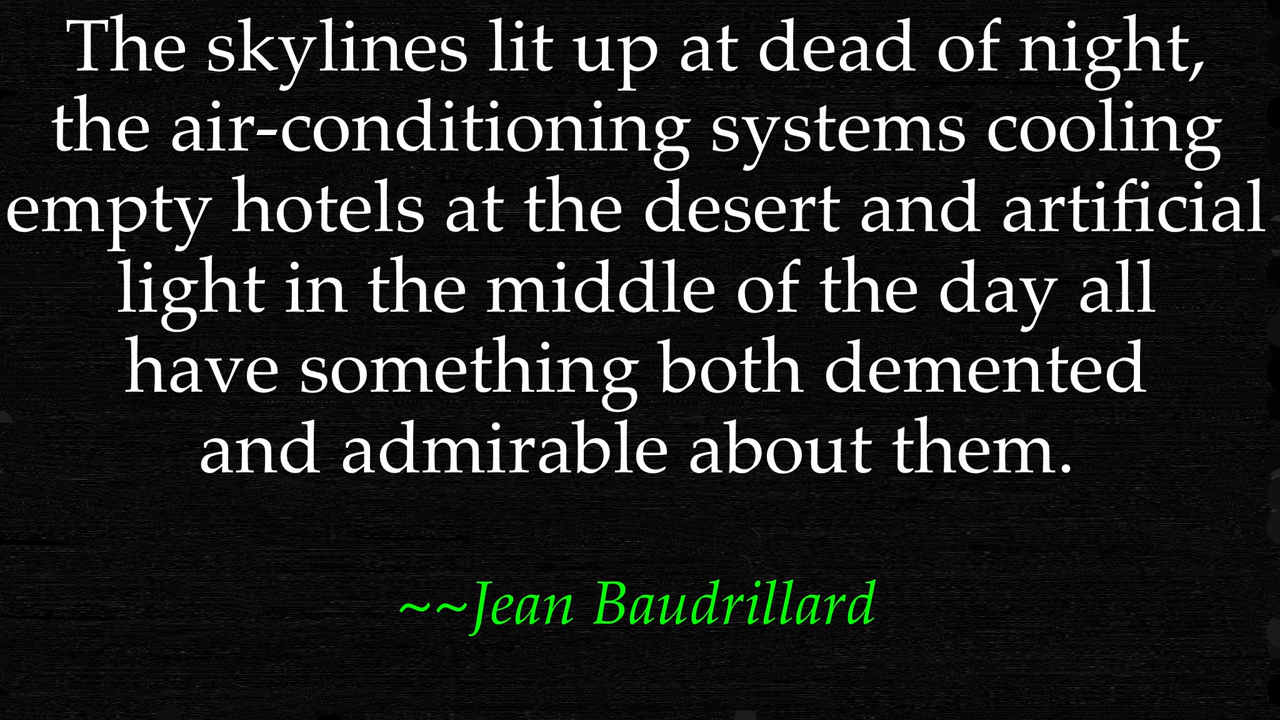 The skylines lit up at dead of night,
the air-conditioning systems cooling
empty hotels at the desert and artificial
light in the middle of the day all
have something both demented
and admirable about them.
~~Jean Baudrillard